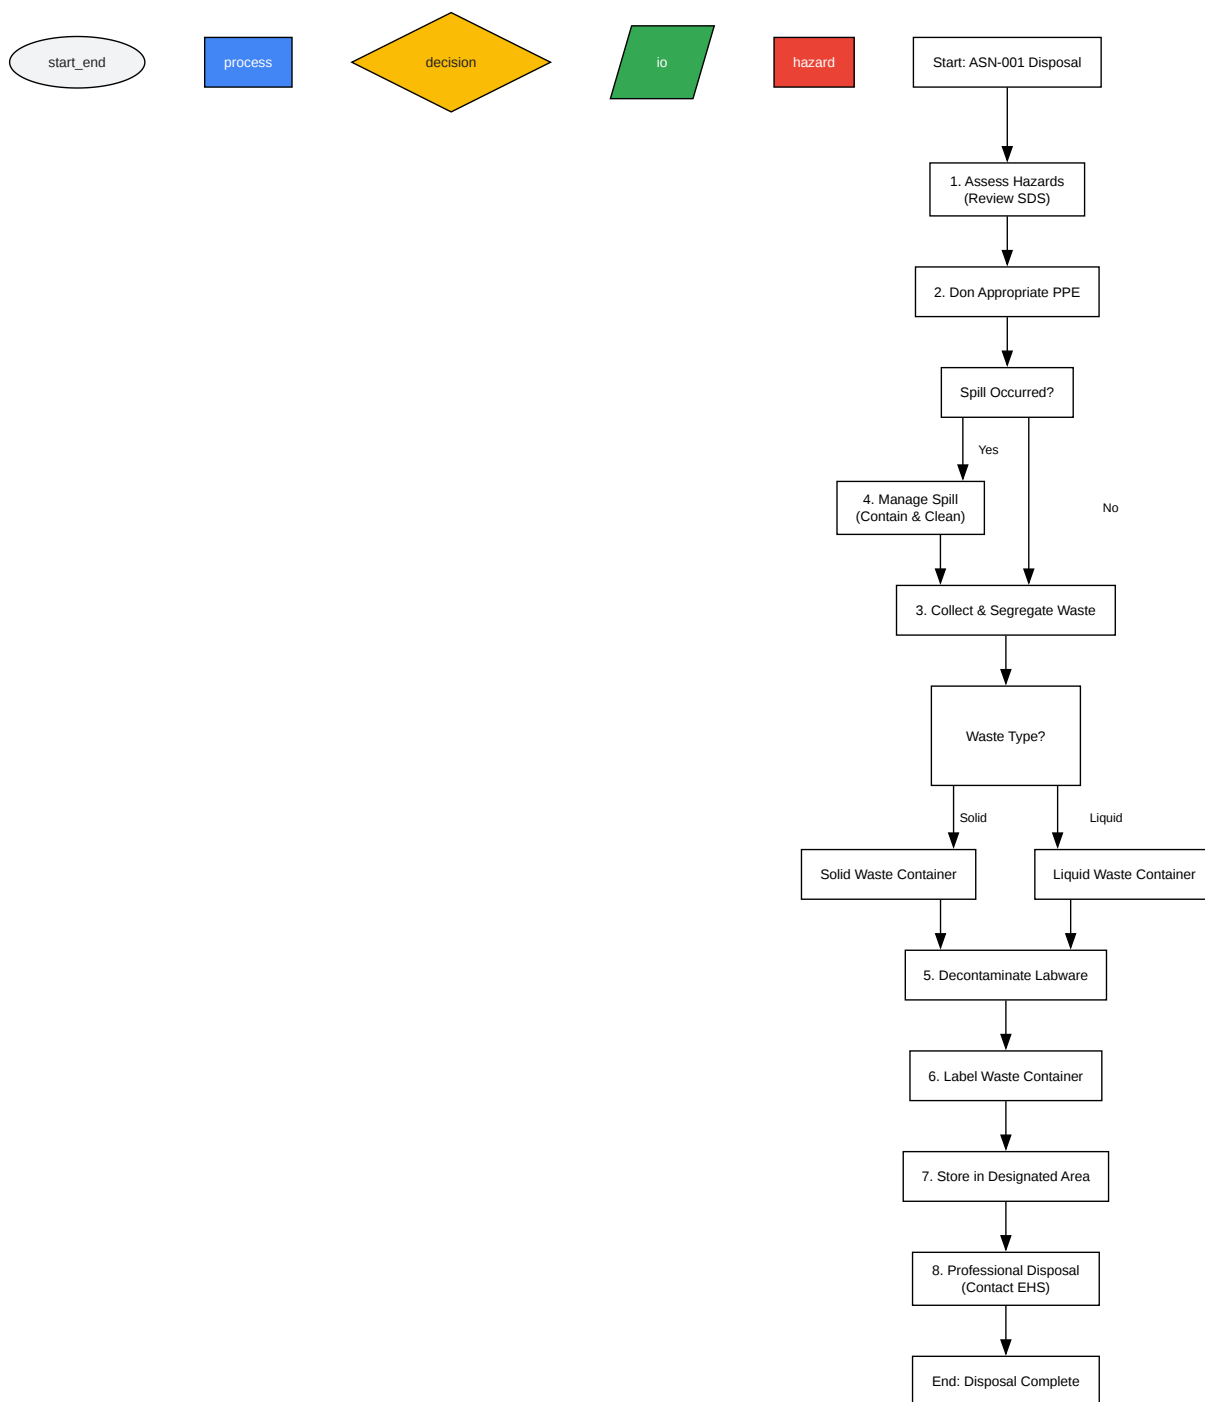 start_end
process
decision
io
hazard
Start: ASN-001 Disposal
1. Assess Hazards
(Review SDS)
2. Don Appropriate PPE
Spill Occurred?
Yes
4. Manage Spill
(Contain & Clean)
No
3. Collect & Segregate Waste
Waste Type?
Solid
Liquid
Solid Waste Container
Liquid Waste Container
5. Decontaminate Labware
6. Label Waste Container
7. Store in Designated Area
8. Professional Disposal
(Contact EHS)
End: Disposal Complete